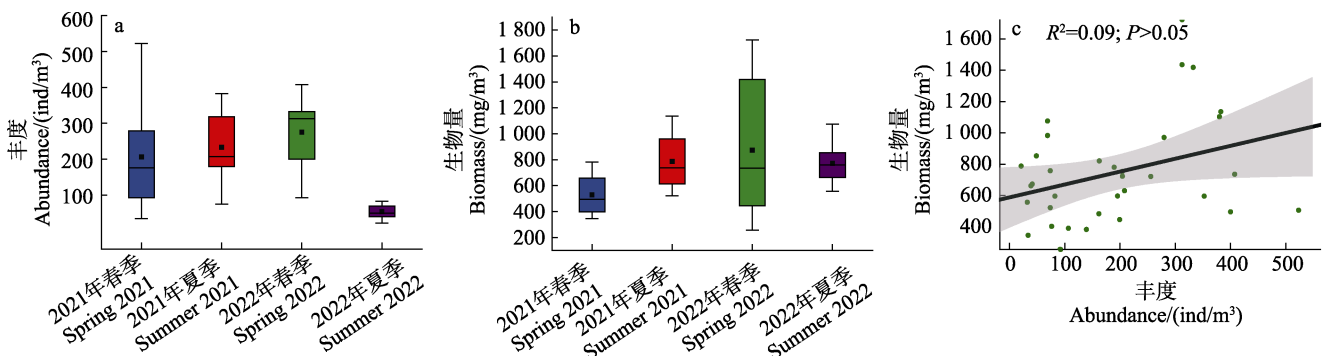 a
600
400
300
200
100
丰度
Abundance/(ind/m³)
2021年春季
Spring 2021
2021年夏季
Summer 2021
2022年春季
Spring 2022
2022年夏季
Summer 2022
b
1 800
1 600
1 400
1 200
1 000
800
600
400
200
生物量
Biomass/(mg/m³)
2021年春季
Spring 2021
2021年夏季
Summer 2021
2022年春季
Spring 2022
2022年夏季
Summer 2022
c
R²=0.09; P>0.05
1 600
1 400
1 200
1 000
800
600
400
生物量
Biomass/(mg/m³)
0
100
200
300
400
500
丰度
Abundance/(ind/m³)